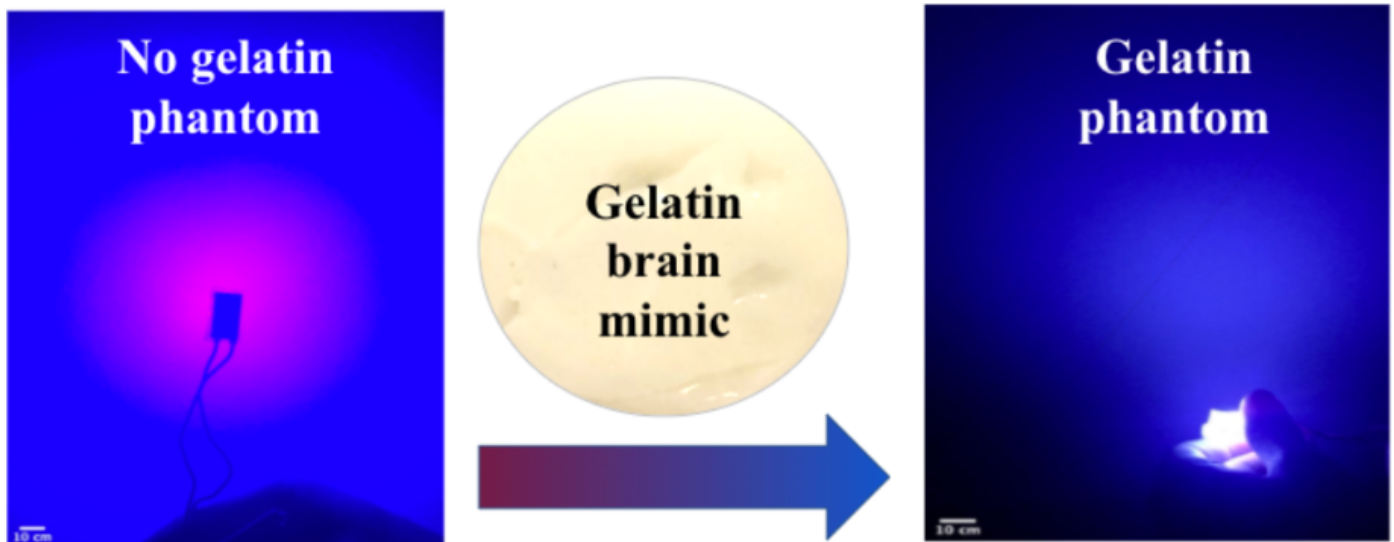 No gelatin
phantom
10 cm
Gelatin
brain
mimic
Gelatin
phantom
10 cm